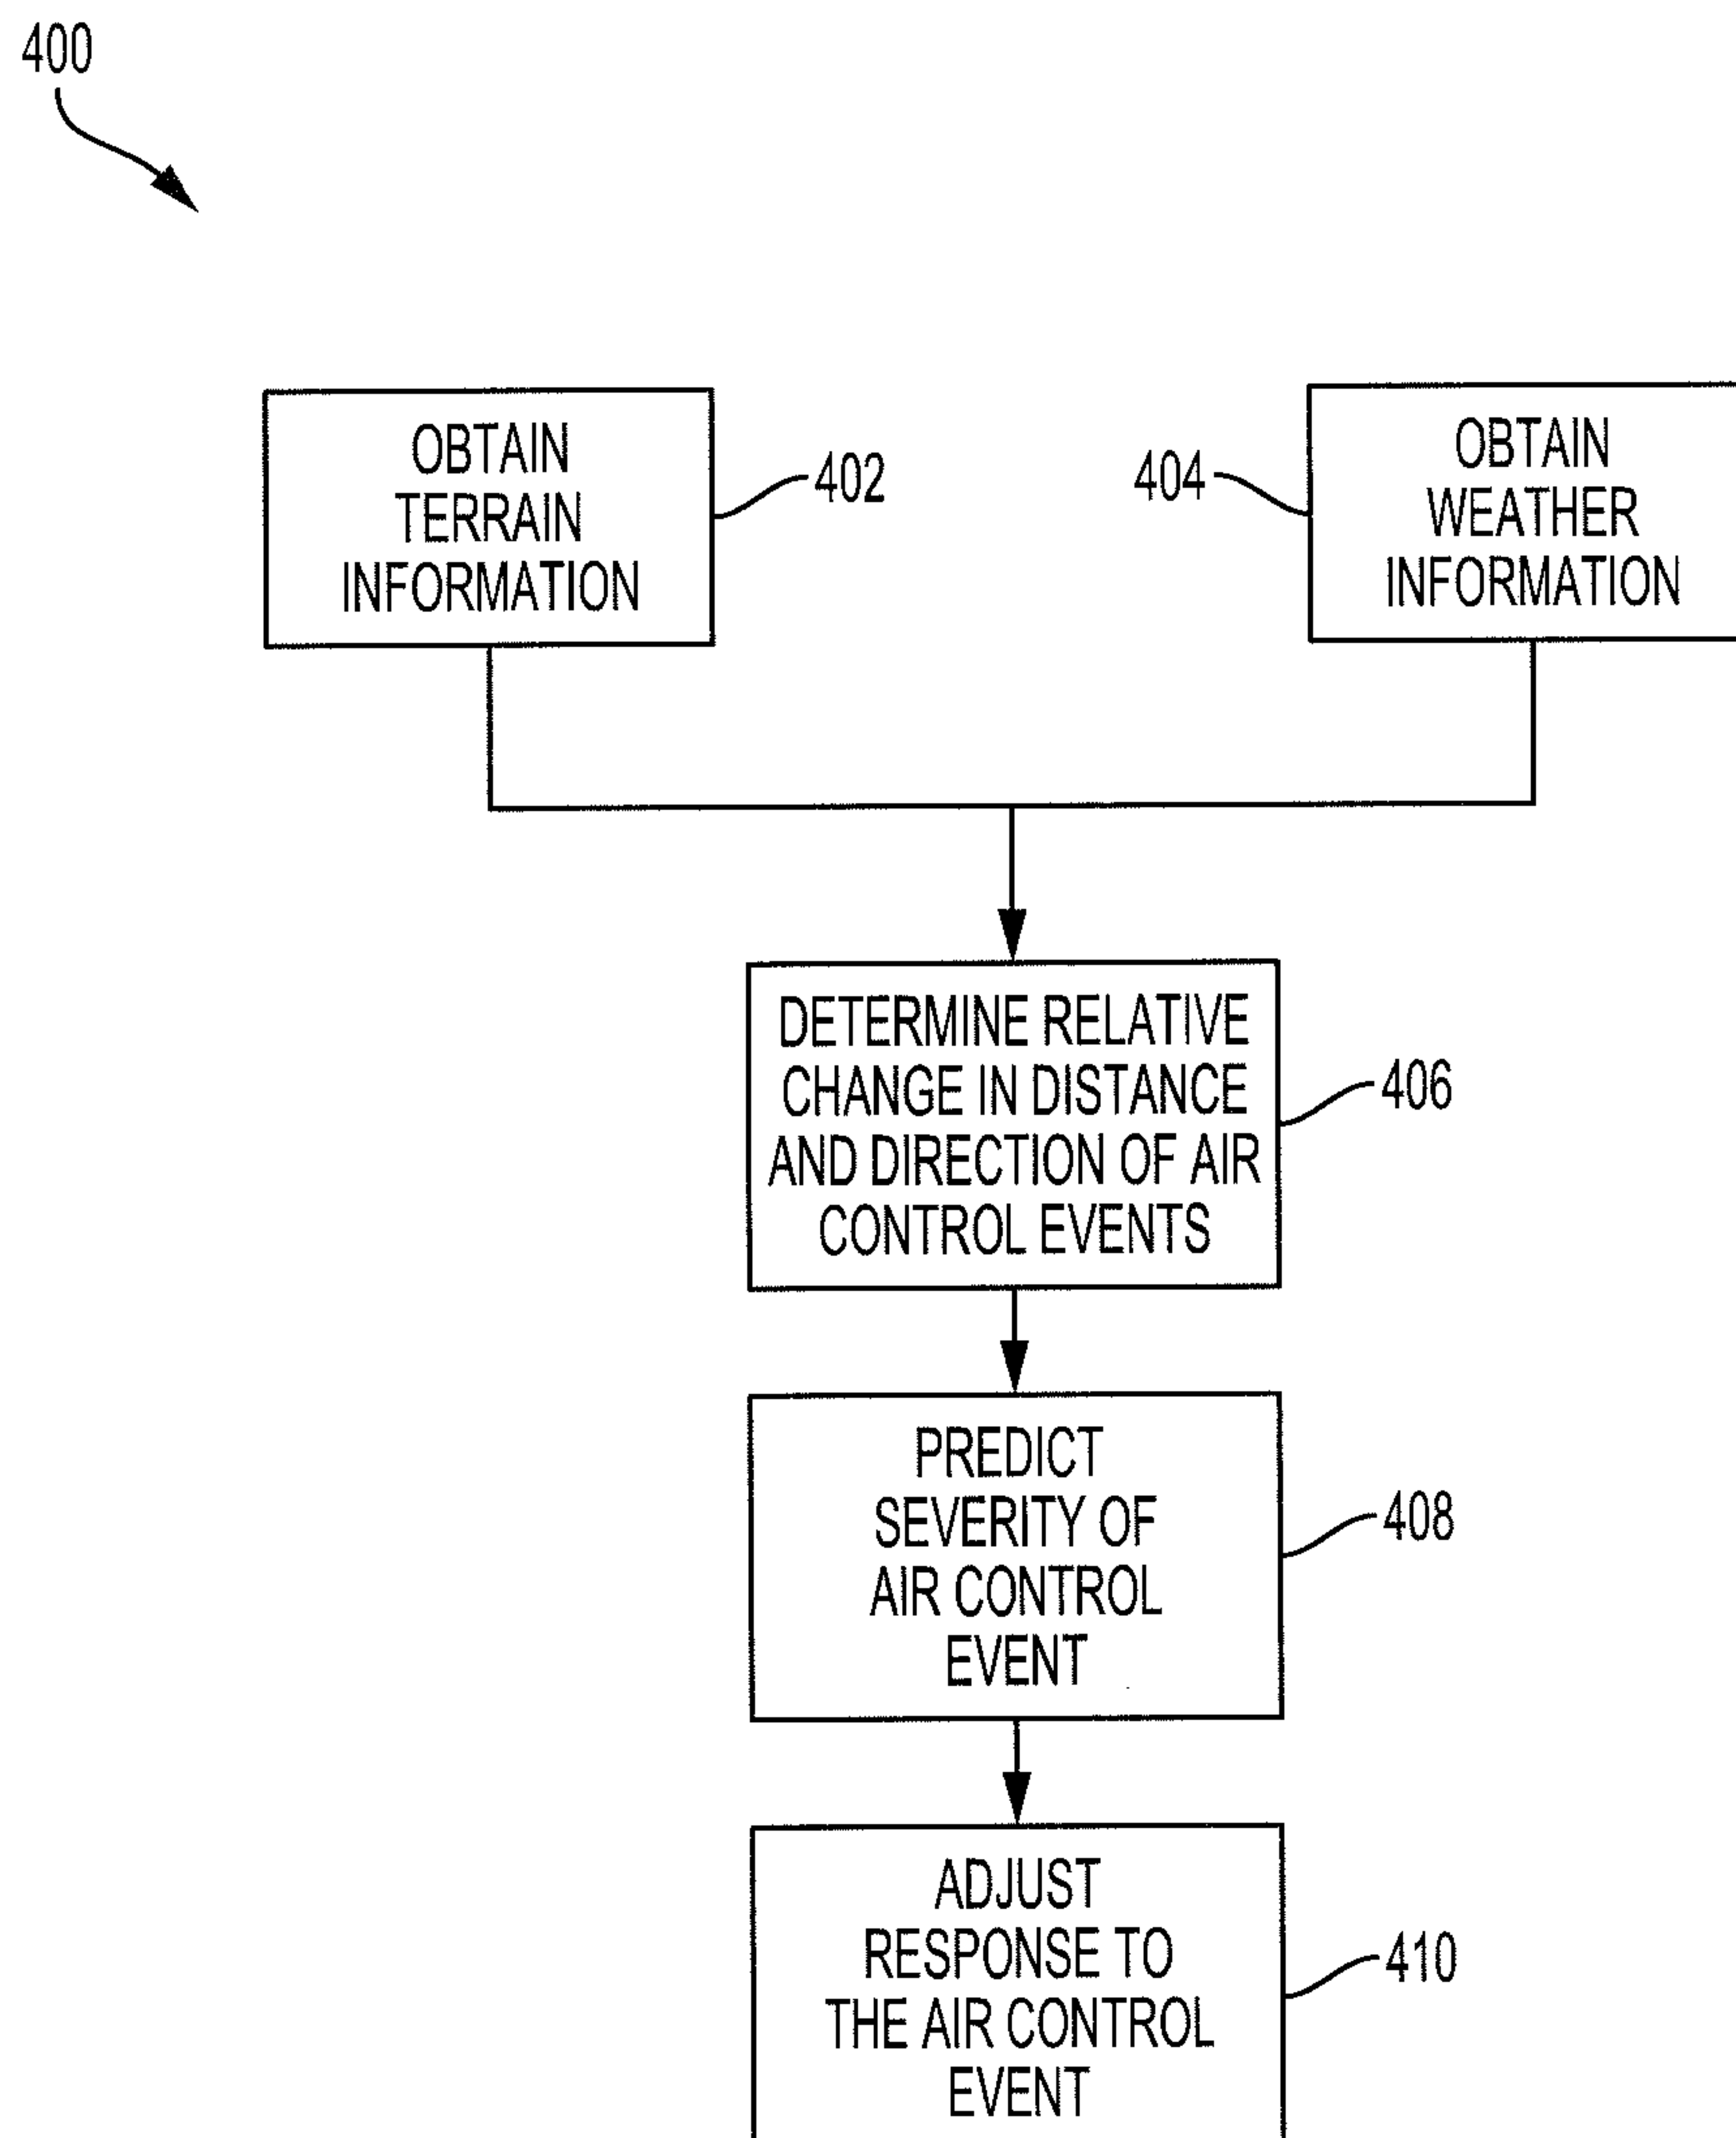 400
OBTAIN
TERRAIN
INFORMATION
402
404
OBTAIN
WEATHER
INFORMATION
DETERMINE RELATIVE
CHANGE IN DISTANCE
AND DIRECTION OF AIR
CONTROL EVENTS
406
PREDICT
SEVERITY OF
AIR CONTROL
EVENT
408
ADJUST
RESPONSE TO
THE AIR CONTROL
EVENT
410